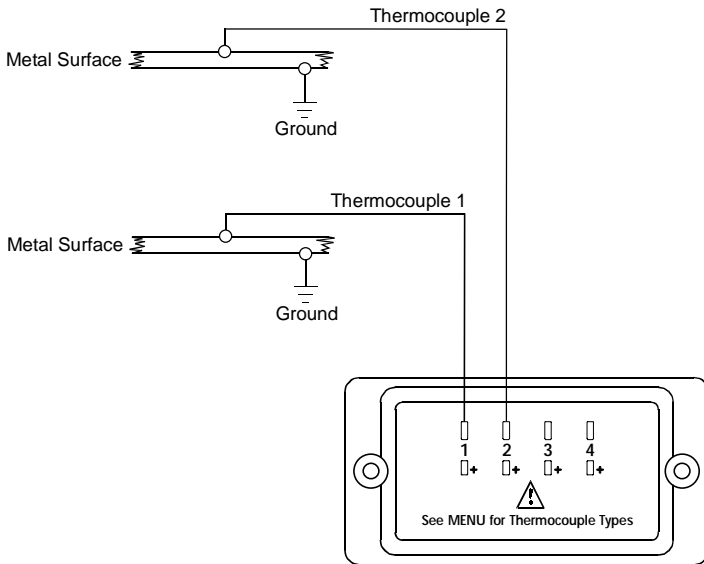 Thermocouple 2
Metal Surface
Ground
Thermocouple 1
Metal Surface
Ground
1 2 3 4
+ + + +
!
See MENU for Thermocouple Types